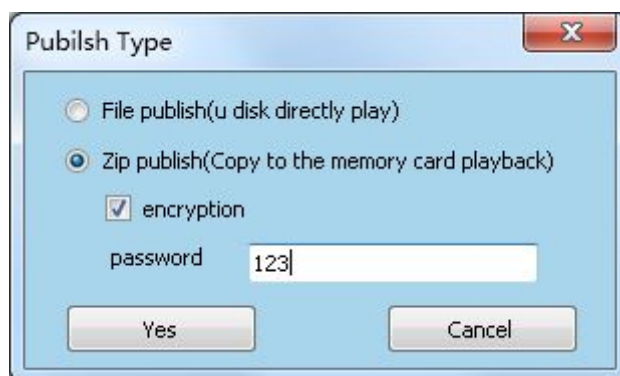 Pubilsh Type
File publish(u disk directly play)
Zip publish(Copy to the memory card playback)
encryption
password 123
Yes Cancel